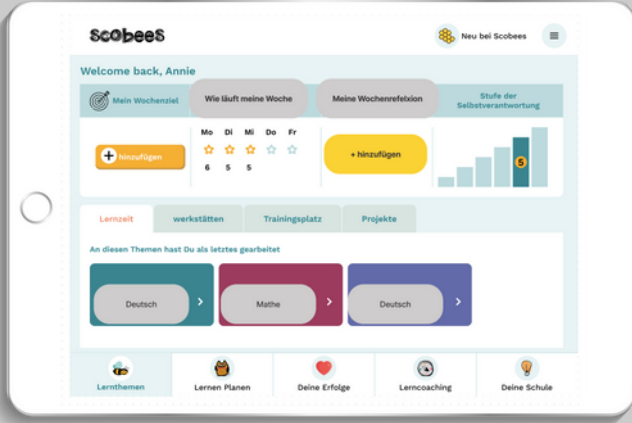 scobees
Neu bei Scobees
Welcome back, Annie
Mein Wochenziel
Wie läuft meine Woche
Meine Wochenrefelxion
Stufe der
Selbstverantwortung
+ hinzufügen
Mo Di Mi Do Fr
6 5 5
+ hinzufügen
5
Lernzeit werkstätten Trainingsplatz Projekte
An diesen Themen hast Du als letztes gearbeitet
Deutsch
Mathe
Deutsch
Lernthemen
Lernen Planen
Deine Erfolge
Lerncoaching
Deine Schule